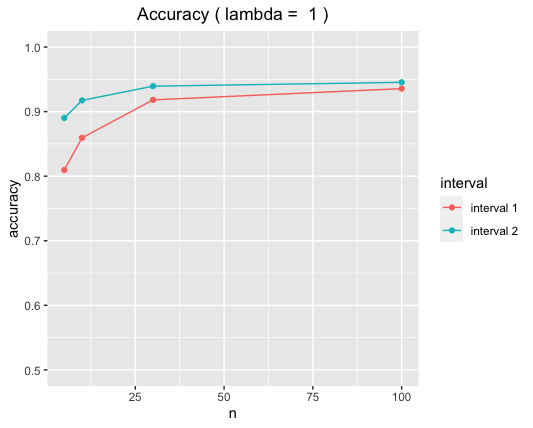 Accuracy ( lambda =  1 )
accuracy
1.0
0.9
0.8
0.7
0.6
0.5
25
50
75
100
n
interval
interval 1
interval 2